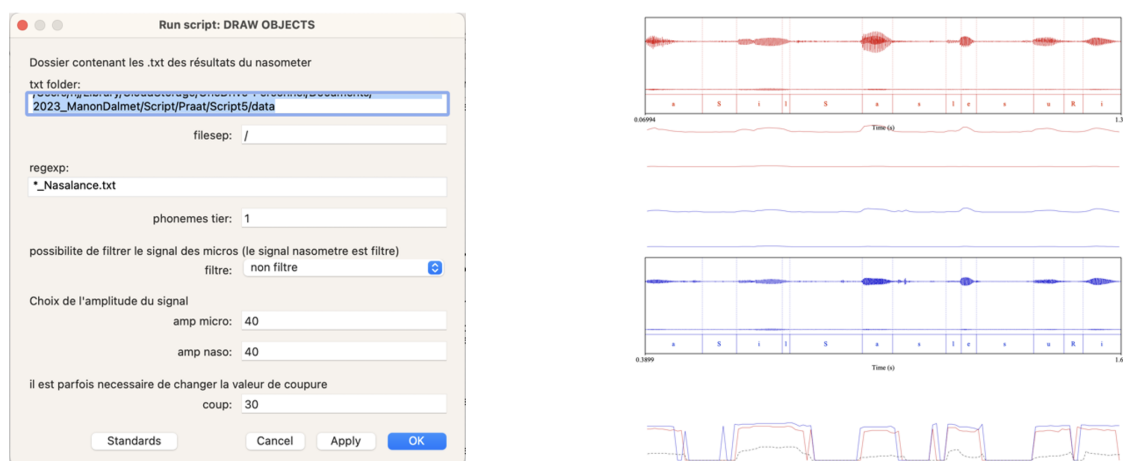 Run script: DRAW OBJECTS
Dossier contenant les .txt des résultats du nasometer
txt folder:
2023_ManonDalmet/Script/Praat/Script5/data
filesep: /
regexp:
*_Nasalance.txt
phonemes tier: 1
possibilite de filtrer le signal des micros (le signal nasometre est filtre)
filtre: non filtre
Choix de l'amplitude du signal
amp micro: 40
amp naso: 40
il est parfois necessaire de changer la valeur de coupure
coup: 30
Standards Cancel Apply OK
a S i l S a s l e s u R i
0.06994 Time (s) 1.3
a S i l S a s l e s u R i
0.3899 1.6
Time (s)